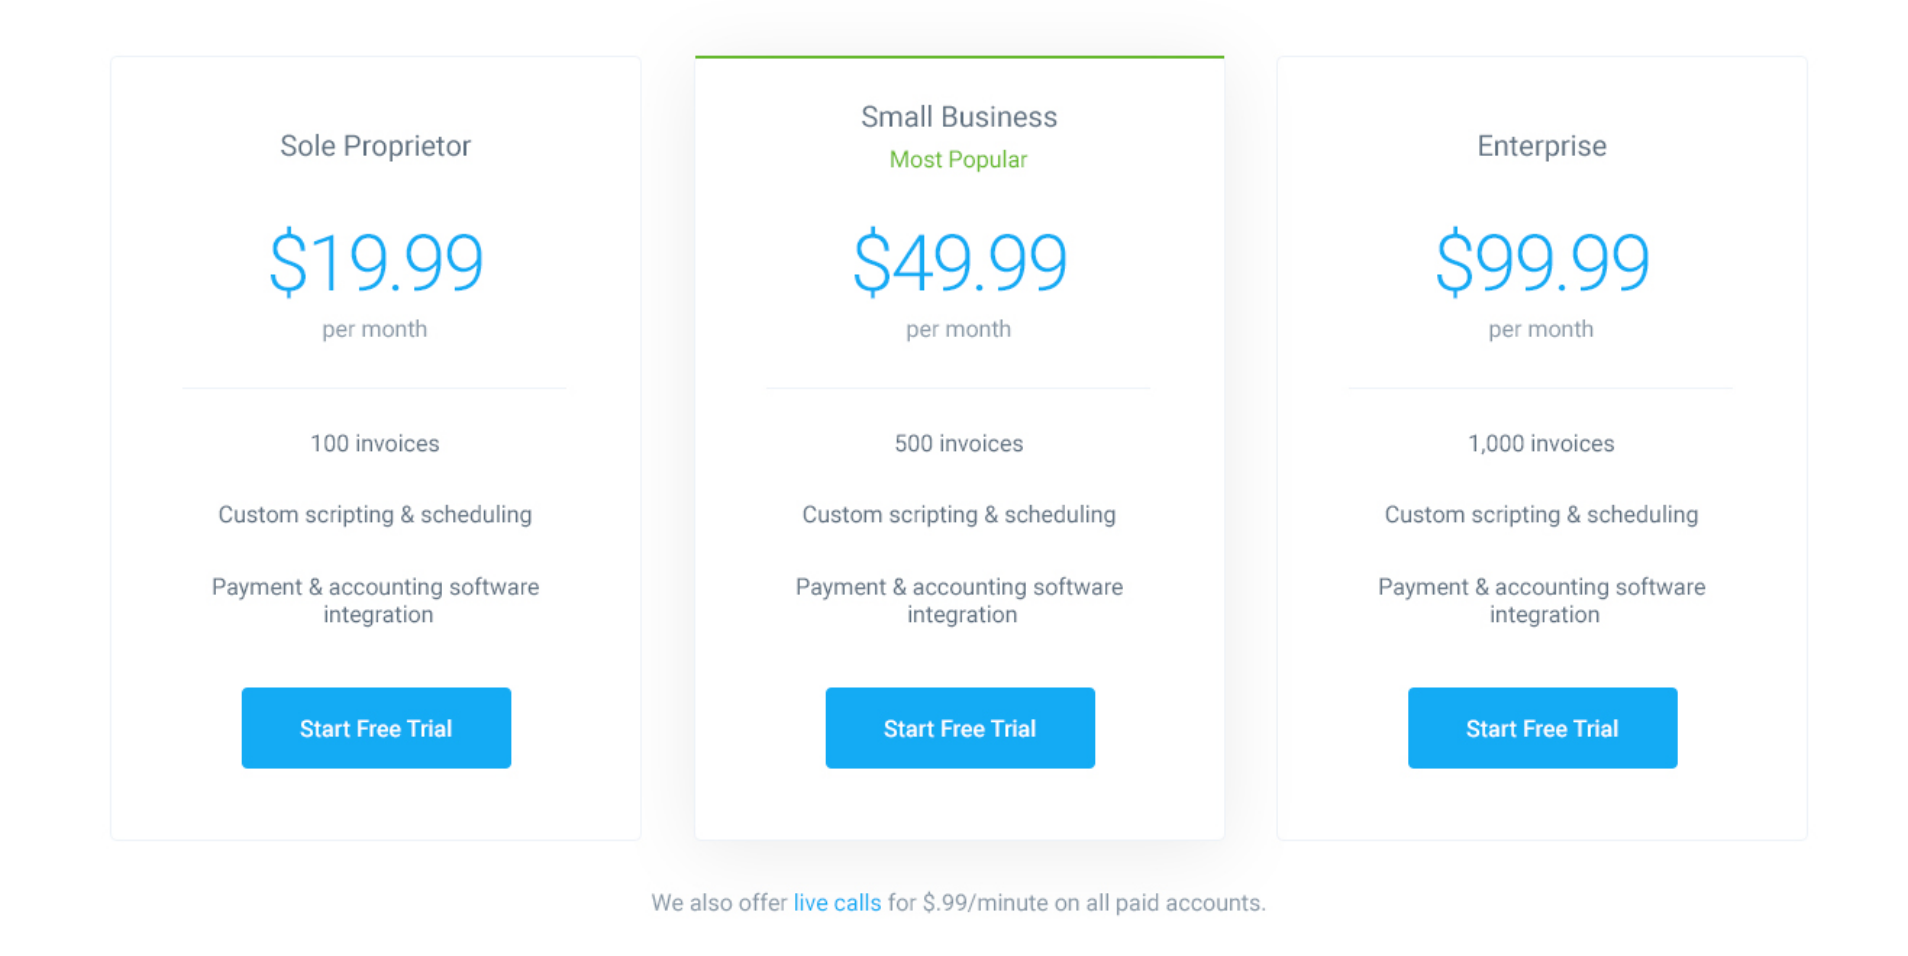 Sole Proprietor
$19.99
per month
100 invoices
Custom scripting & scheduling
Payment & accounting software
integration
Start Free Trial
Small Business
Most Popular
$49.99
per month
500 invoices
Custom scripting & scheduling
Payment & accounting software
integration
Start Free Trial
Enterprise
$99.99
per month
1,000 invoices
Custom scripting & scheduling
Payment & accounting software
integration
Start Free Trial
We also offer live calls for $.99/minute on all paid accounts.